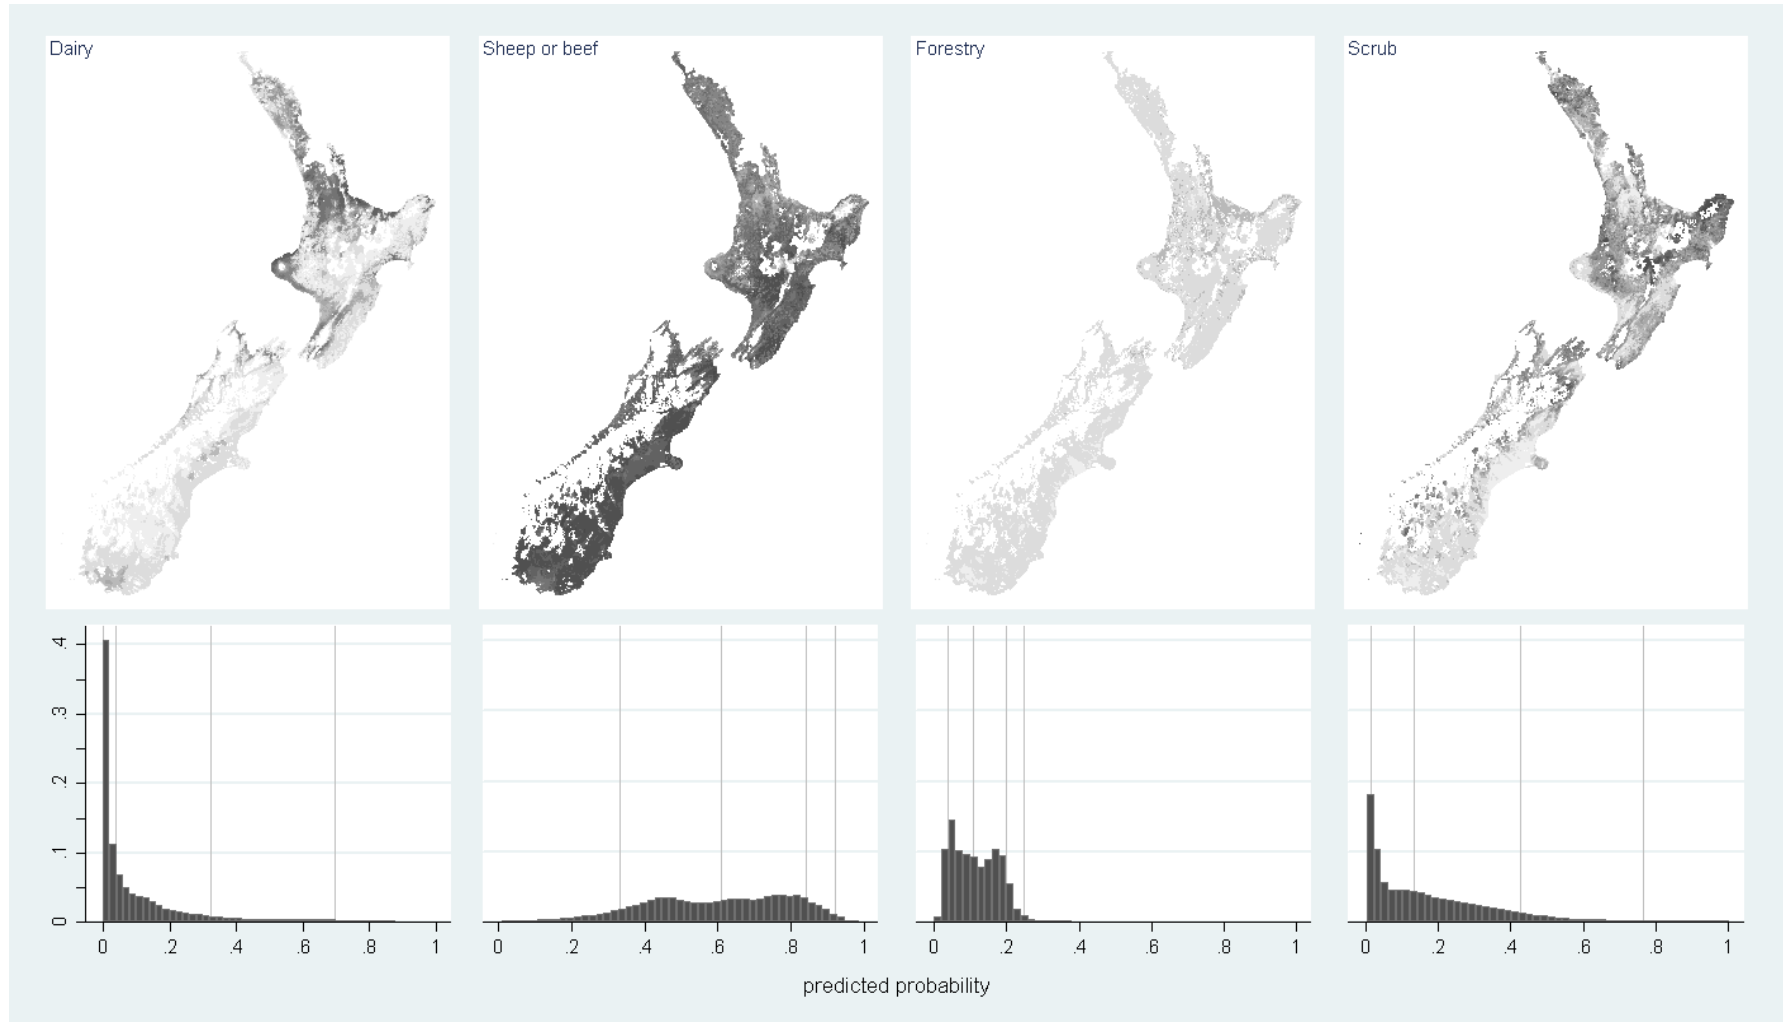 Dairy
Sheep or beef
Forestry
Scrub
.4
.3
.2
.1
0
0 .2 .4 .6 .8 1
0 .2 .4 .6 .8 1
0 .2 .4 .6 .8 1
0 .2 .4 .6 .8 1
predicted probability